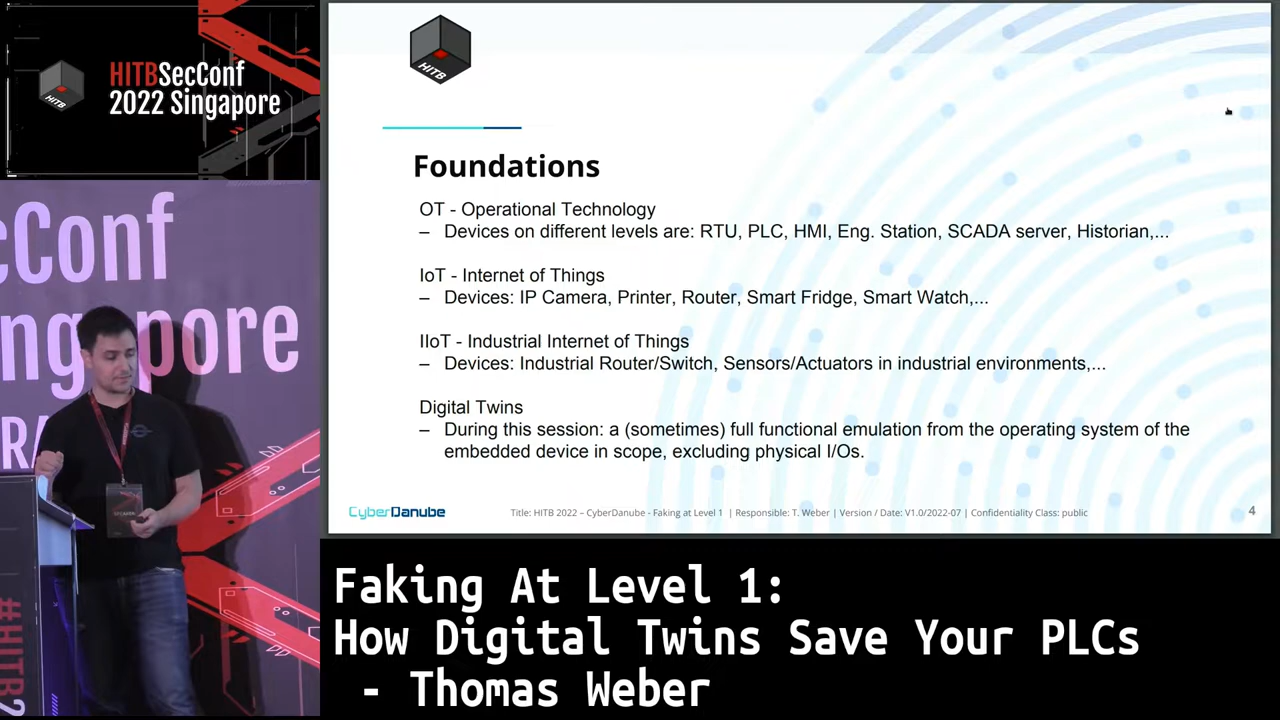 HITBSecConf
2022 Singapore
HITB
cConf
ngapore
RA
#HITB2
HITB
Foundations
OT - Operational Technology
– Devices on different levels are: RTU, PLC, HMI, Eng. Station, SCADA server, Historian,...
IoT - Internet of Things
– Devices: IP Camera, Printer, Router, Smart Fridge, Smart Watch,...
IIoT - Industrial Internet of Things
– Devices: Industrial Router/Switch, Sensors/Actuators in industrial environments,...
Digital Twins
– During this session: a (sometimes) full functional emulation from the operating system of the
embedded device in scope, excluding physical I/Os.
CyberDanube
Title: HITB 2022 – CyberDanube - Faking at Level 1 | Responsible: T. Weber | Version / Date: V1.0/2022-07 | Confidentiality Class: public
4
Faking At Level 1:
How Digital Twins Save Your PLCs
- Thomas Weber